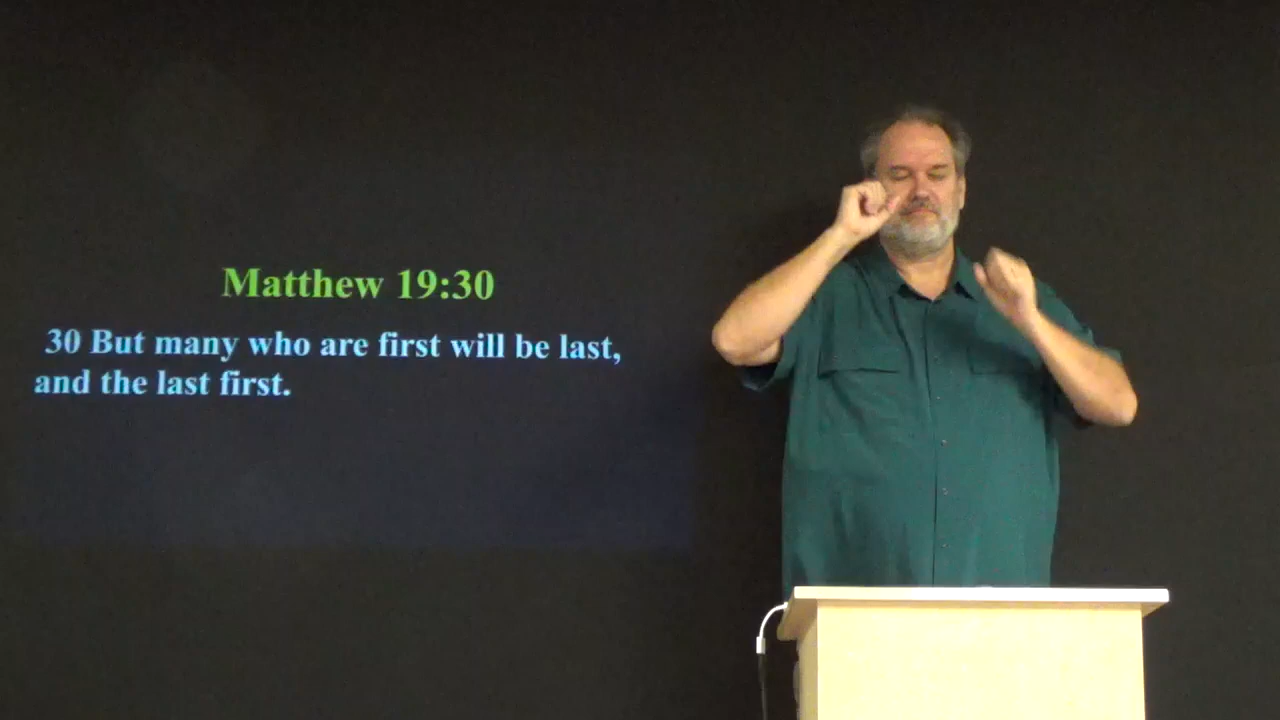 Matthew 19:30
30 But many who are first will be last,
and the last first.